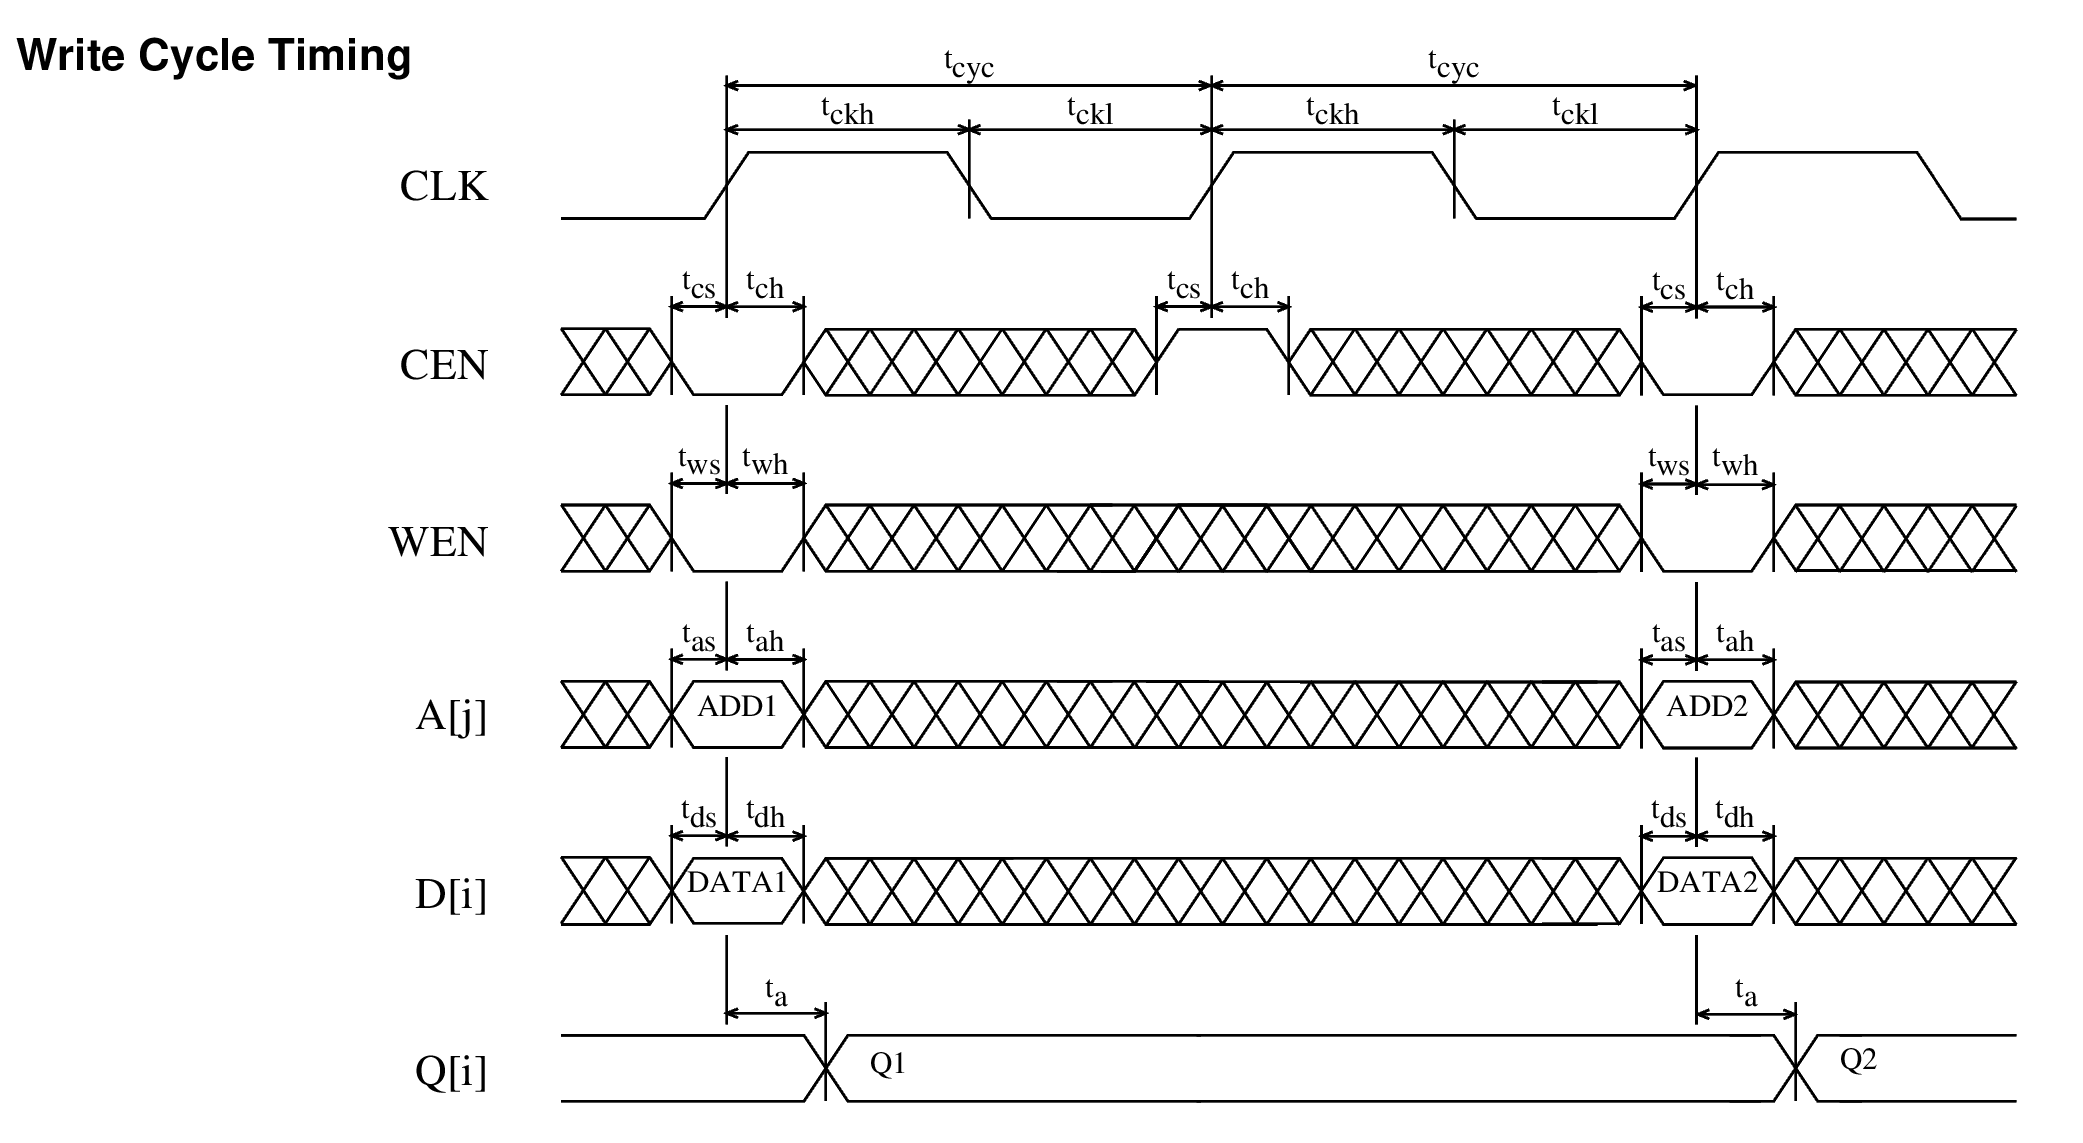 Write Cycle Timing
tcyc tcyc
tckh tckl tckh tckl
CLK
tcs tch tcs tch tcs tch
CEN
tws twh tws twh
WEN
tas tah tas tah
A[j] ADD1 ADD2
tds tdh tds tdh
D[i] DATA1 DATA2
ta ta
Q[i] Q1 Q2